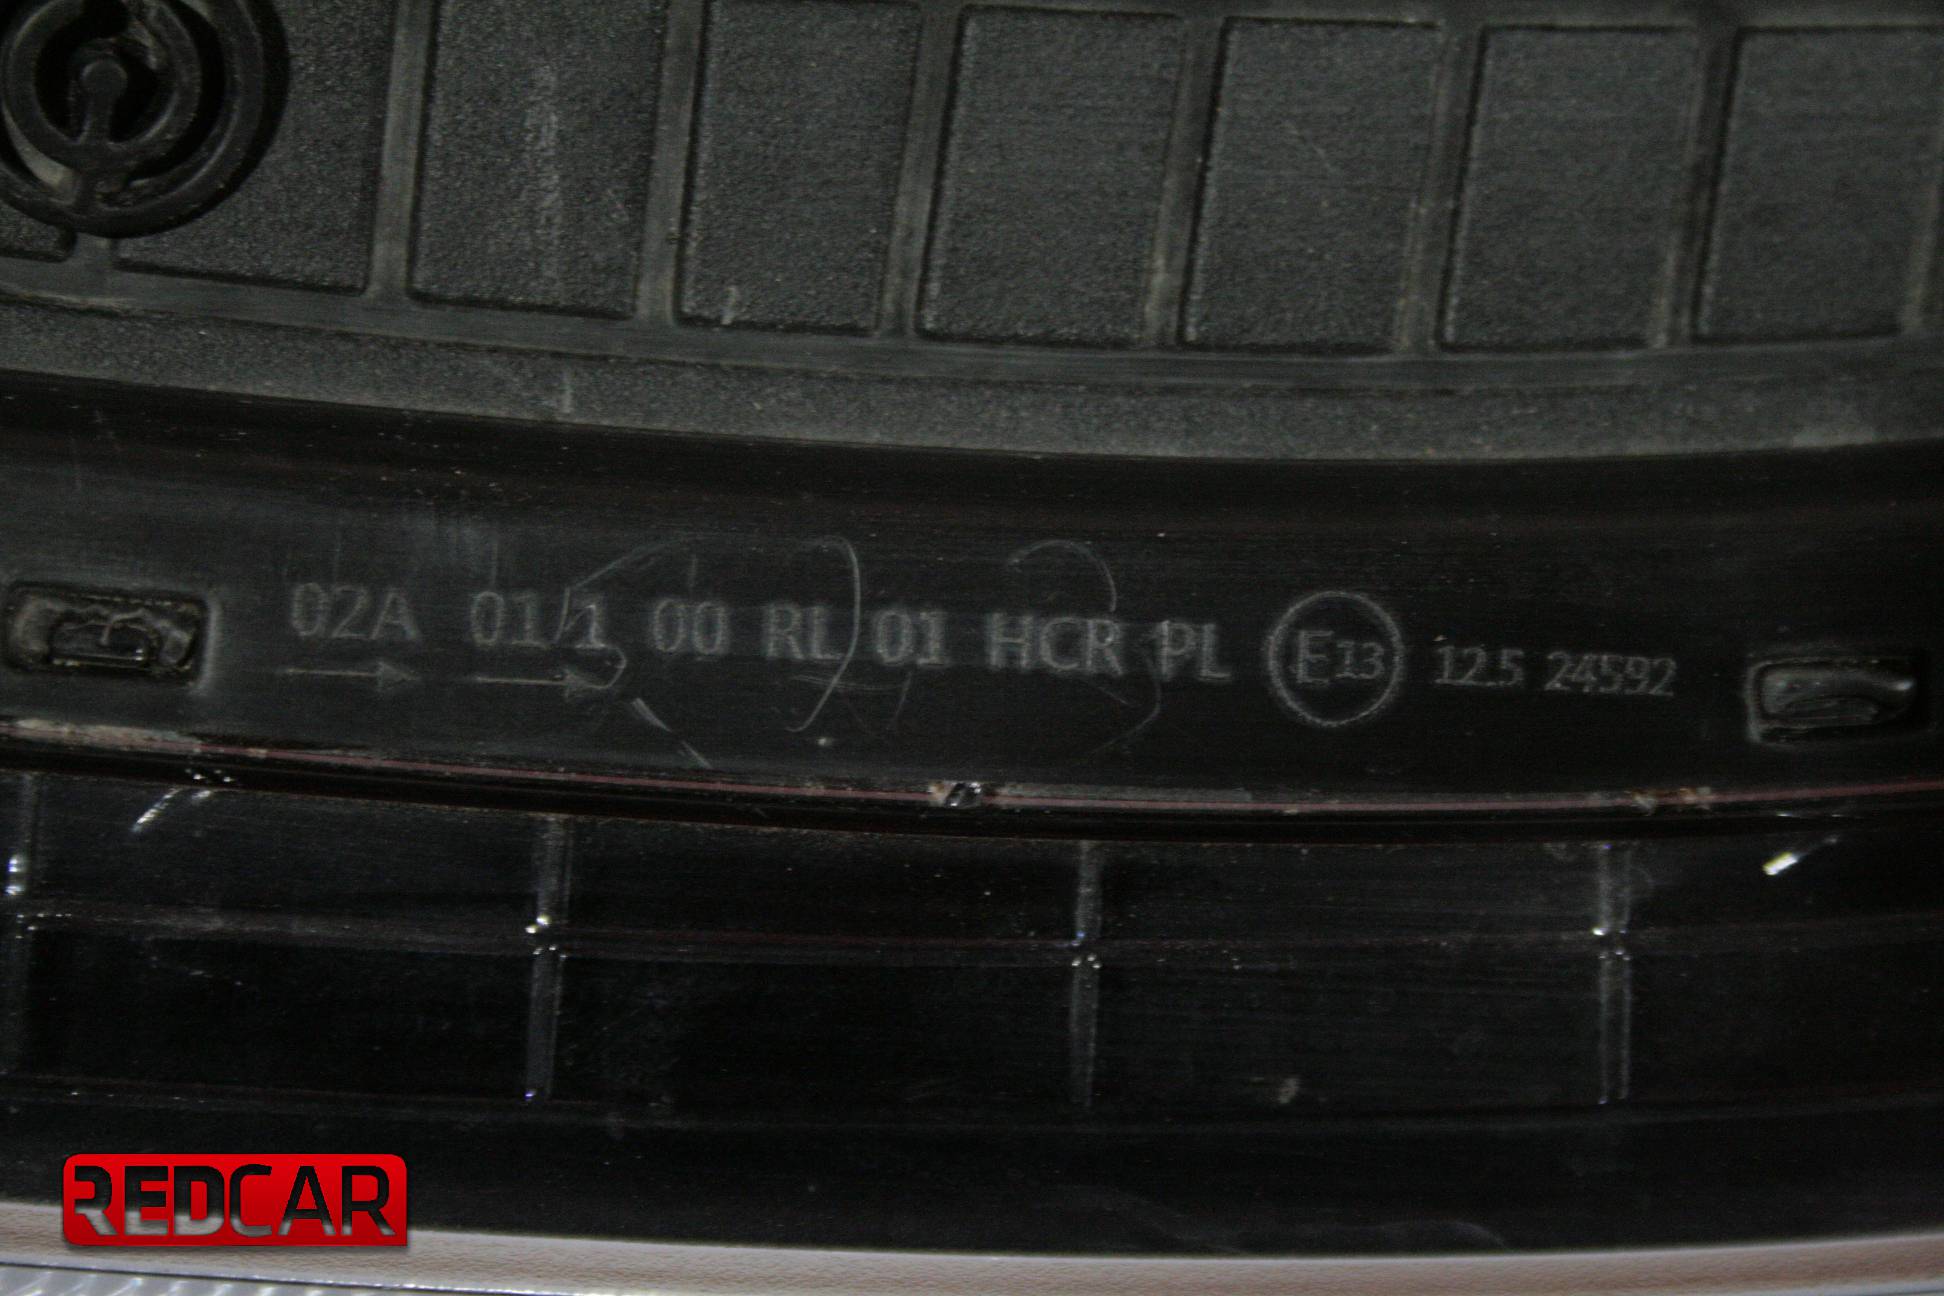 02A 01/1 00 RL 01 HCR PL E13 12.5 24592
REDCAR